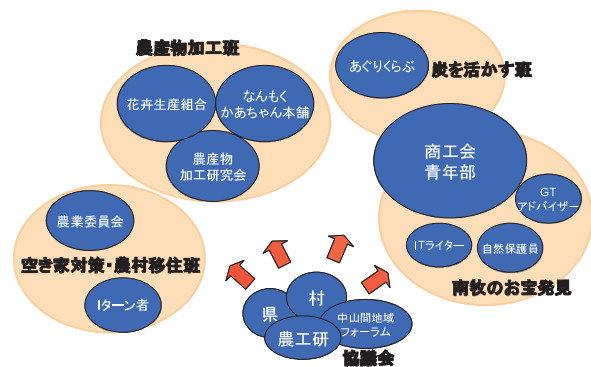 農産物加工班
花卉生産組合
なんもく
かあちゃん本舗
農産物
加工研究会
あぐりくらぶ
炭を活かす班
商工会
青年部
GT
アドバイザー
ITライター
自然保護員
南牧のお宝発見
農業委員会
空き家対策・農村移住班
Iターン者
県
村
農工研
中山間地域
フォーラム
協議会